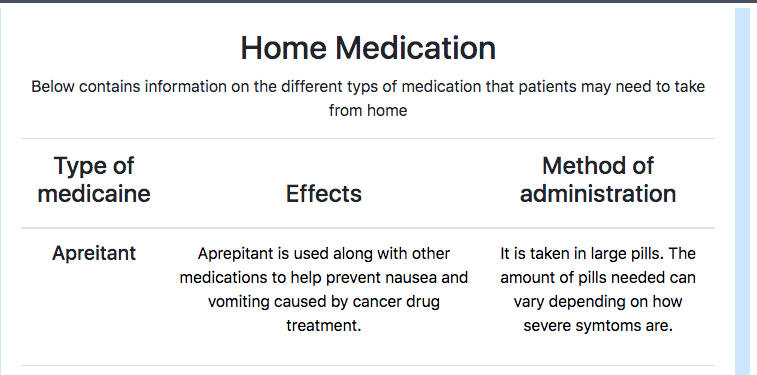 Home Medication
Below contains information on the different typs of medication that patients may need to take
from home
Type of
medicaine
Effects
Method of
administration
Apreitant
Aprepitant is used along with other
medications to help prevent nausea and
vomiting caused by cancer drug
treatment.
It is taken in large pills. The
amount of pills needed can
vary depending on how
severe symtoms are.